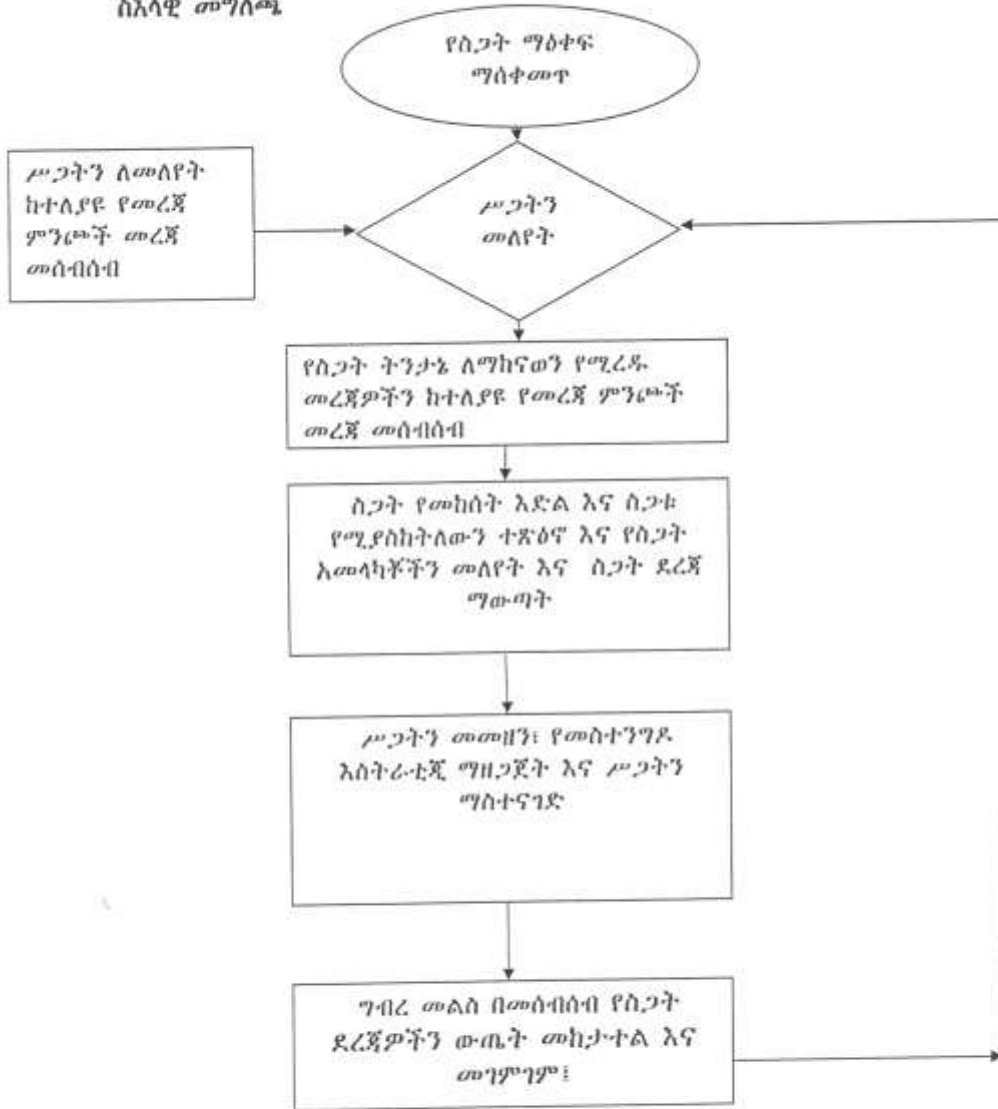 ስእላዊ መግለጫ
የስጋት ማዕቀፍ
ማስቀመጥ
ሥጋትን ለመለየት
ከተለያዩ የመረጃ
ምንጮች መረጃ
መሰብሰብ
ሥጋትን
መለየት
የስጋት ትንታኔ ለማከናወን የሚረዱ
መረጃዎችን ከተለያዩ የመረጃ ምንጮች
መረጃ መሰብሰብ
ስጋት የመከሰት እድል እና ስጋቱ
የሚያስከትለውን ተጽዕኖ እና የስጋት
አመላካቾችን መለየት እና ስጋት ደረጃ
ማውጣት
ሥጋትን መመዘን፣ የመስተንግዶ
እስትራቲጂ ማዘጋጀት እና ሥጋትን
ማስተናገድ
ግብረ መልስ በመሰብሰብ የስጋት
ደረጃዎችን ውጤት መከታተል እና
መገምገም፤